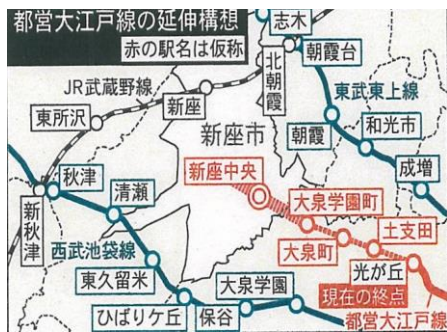 都営大江戸線の延伸構想
赤の駅名は仮称
志木
朝霞台
北朝霞
JR武蔵野線
新座
東所沢
東武東上線
朝霞
和光市
成増
新座市
新座中央
秋津
新秋津
清瀬
大泉学園町
土支田
大泉町
光が丘
西武池袋線
東久留米
大泉学園
現在の終点
ひばりケ丘
保谷
都営大江戸線